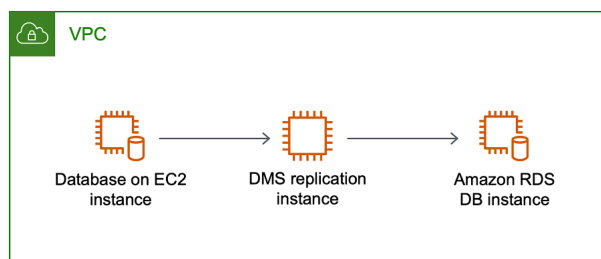 VPC
Database on EC2
instance
DMS replication
instance
Amazon RDS
DB instance